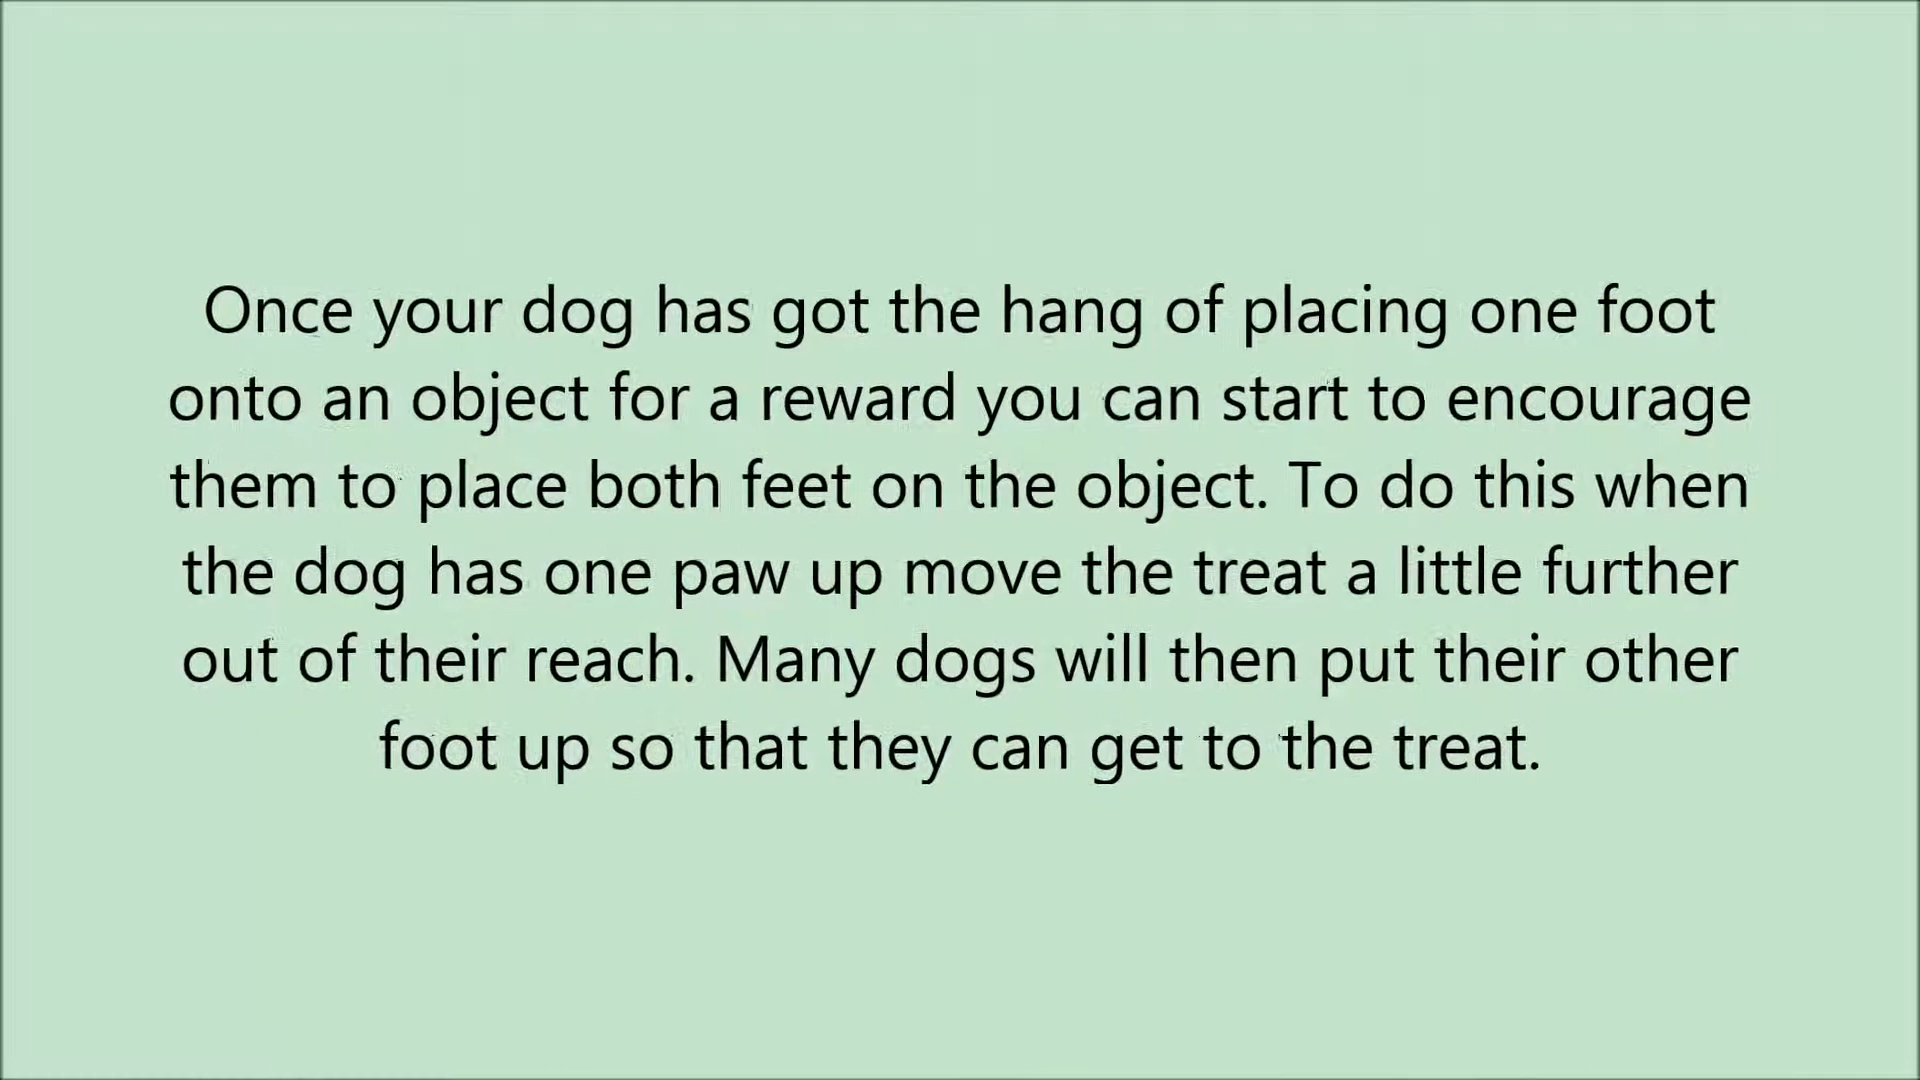 Once your dog has got the hang of placing one foot
onto an object for a reward you can start to encourage
them to place both feet on the object. To do this when
the dog has one paw up move the treat a little further
out of their reach. Many dogs will then put their other
foot up so that they can get to the treat.